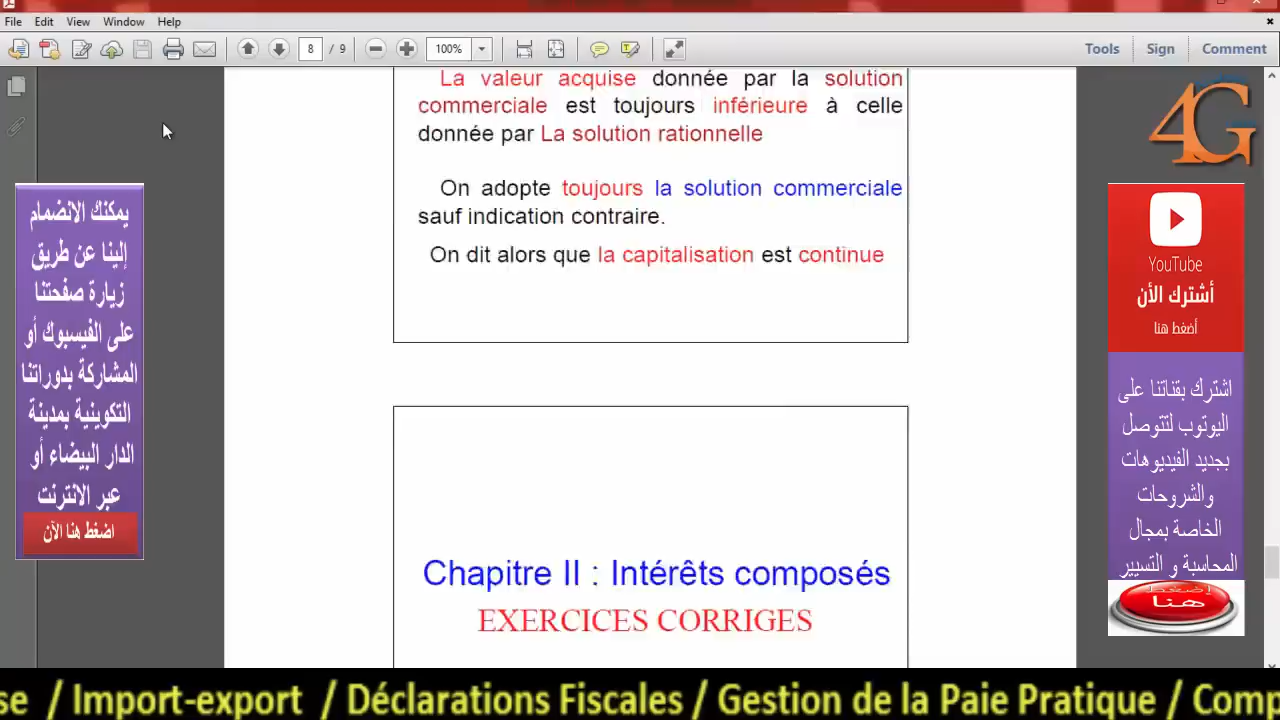 File Edit View Window Help
8 / 9 100% Tools Sign Comment
La valeur acquise donnée par la solution
commerciale est toujours inférieure à celle
donnée par La solution rationnelle
On adopte toujours la solution commerciale
sauf indication contraire.
On dit alors que la capitalisation est continue
Chapitre II : Intérêts composés
EXERCICES CORRIGES
يمكنك الانضمام
إلينا عن طريق
زيارة صفحتنا
على الفيسبوك أو
المشاركة بدوراتنا
التكوينية بمدينة
الدار البيضاء أو
عبر الانترنت
اضغط هنا الآن
4G
YouTube
أشترك الأن
أضغط هنا
اشترك بقناتنا على
اليوتوب لتتوصل
بجديد الفيديوهات
والشروحات
الخاصة بمجال
المحاسبة و التسيير
إضغط
هنا
se / Import-export / Déclarations Fiscales / Gestion de la Paie Pratique / Comp